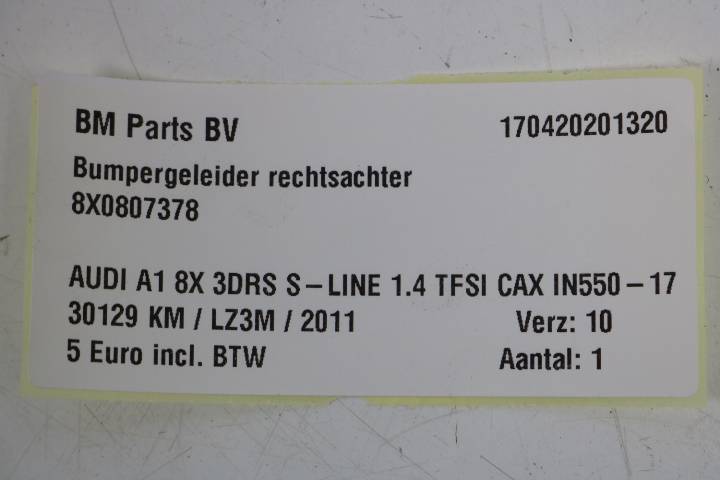 BM Parts BV 170420201320
Bumpergeleider rechtsachter
8X0807378
AUDI A1 8X 3DRS S-LINE 1.4 TFSI CAX IN550-17
30129 KM / LZ3M / 2011 Verz: 10
5 Euro incl. BTW Aantal: 1